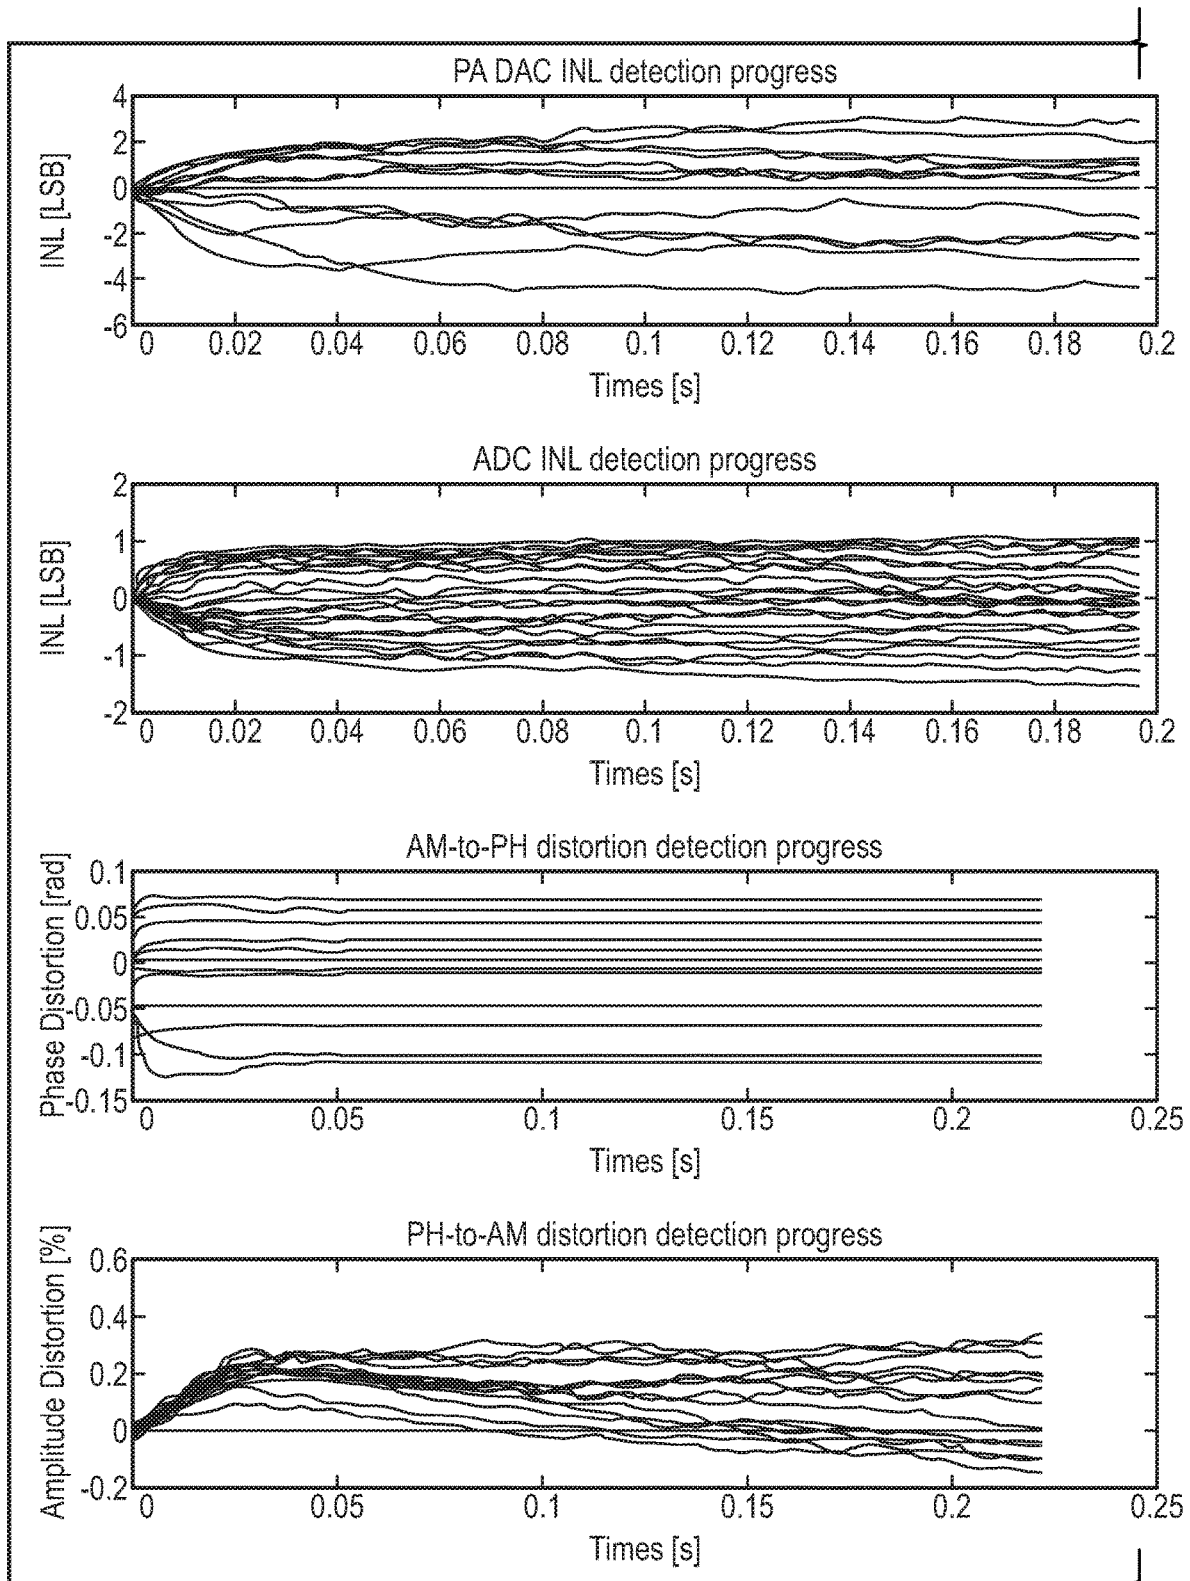 PA DAC INL detection progress
INL [LSB]
4
2
0
-2
-4
-6
0 0.02 0.04 0.06 0.08 0.1 0.12 0.14 0.16 0.18 0.2
Times [s]
ADC INL detection progress
INL [LSB]
2
1
0
-1
-2
0 0.02 0.04 0.06 0.08 0.1 0.12 0.14 0.16 0.18 0.2
Times [s]
AM-to-PH distortion detection progress
Phase Distortion [rad]
0.1
0.05
0
-0.05
-0.1
-0.15
0 0.05 0.1 0.15 0.2 0.25
Times [s]
PH-to-AM distortion detection progress
Amplitude Distortion [%]
0.6
0.4
0.2
0
-0.2
0 0.05 0.1 0.15 0.2 0.25
Times [s]